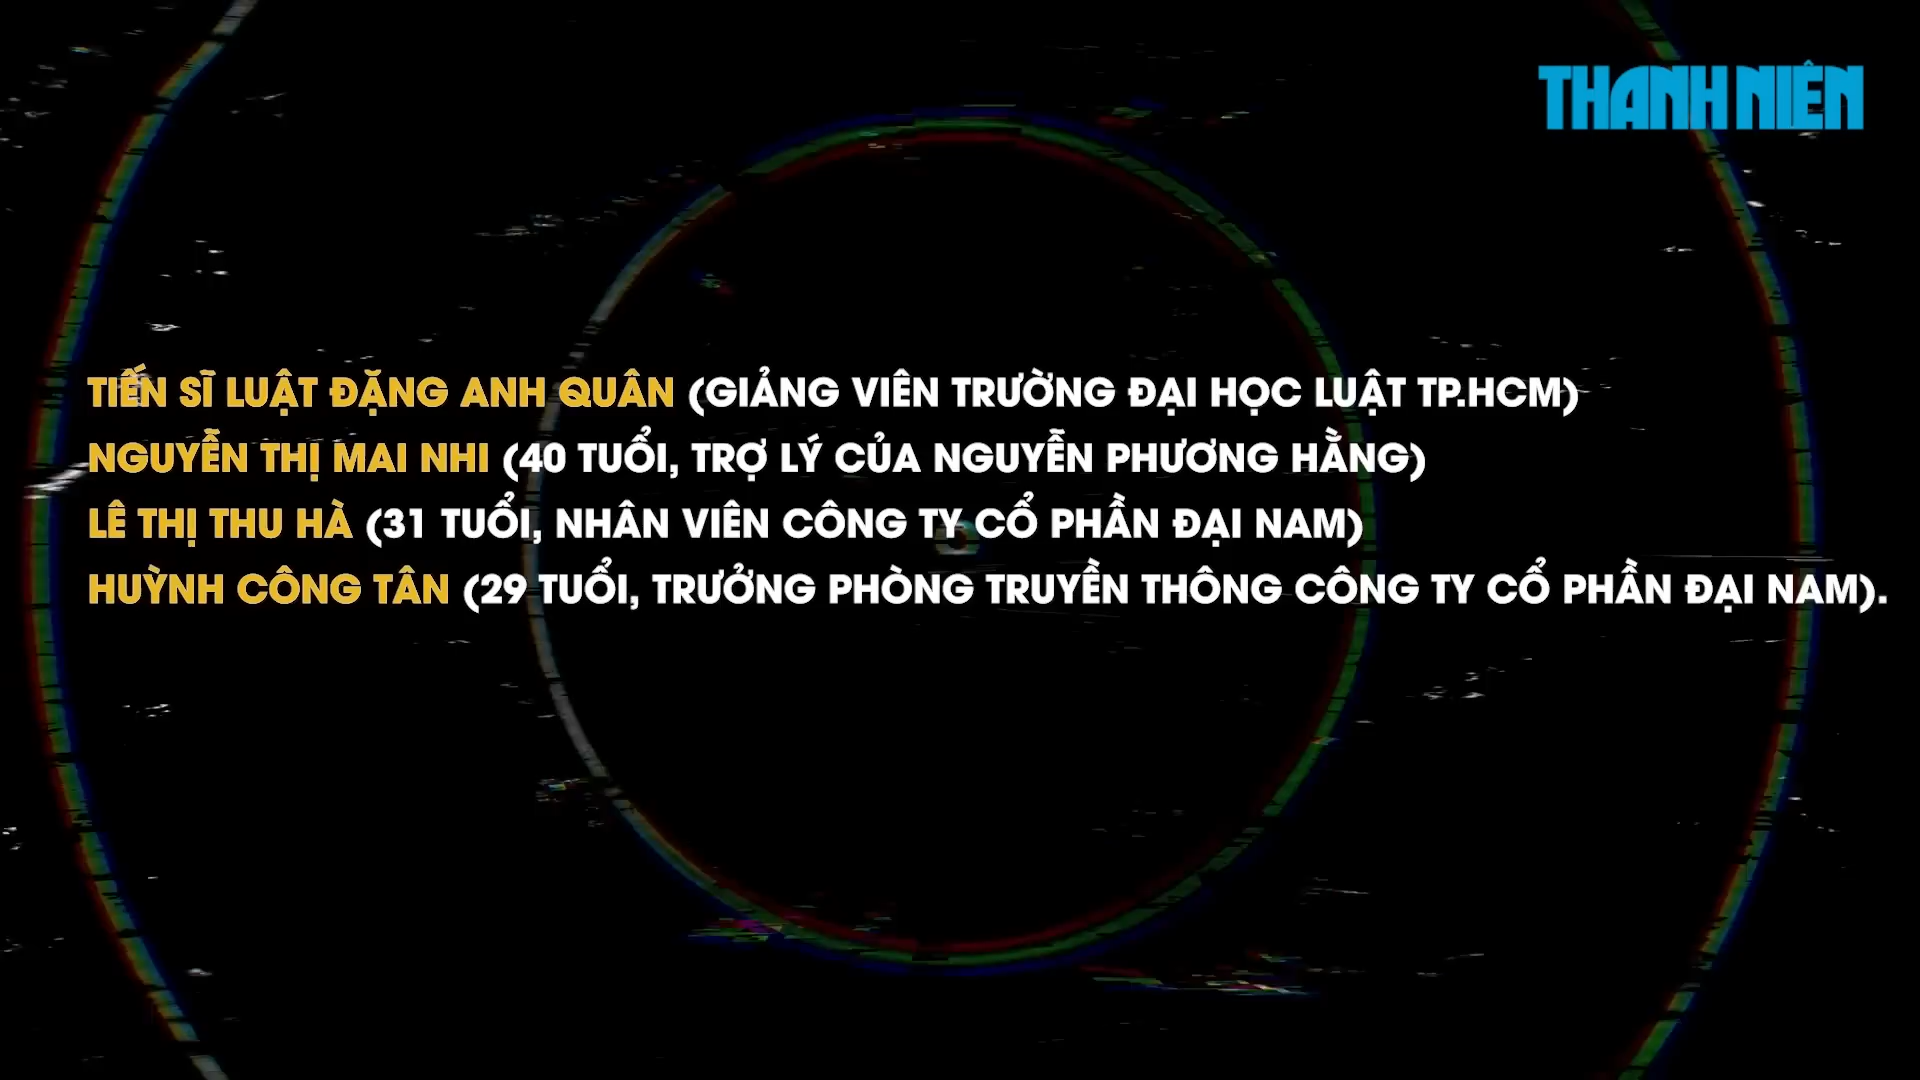 THANH NIÊN
TIẾN SĨ LUẬT ĐẶNG ANH QUÂN (GIẢNG VIÊN TRƯỜNG ĐẠI HỌC LUẬT TP.HCM)
NGUYỄN THỊ MAI NHI (40 TUỔI, TRỢ LÝ CỦA NGUYỄN PHƯƠNG HẰNG)
LÊ THỊ THU HÀ (31 TUỔI, NHÂN VIÊN CÔNG TY CỔ PHẦN ĐẠI NAM)
HUỲNH CÔNG TÂN (29 TUỔI, TRƯỞNG PHÒNG TRUYỀN THÔNG CÔNG TY CỔ PHẦN ĐẠI NAM).